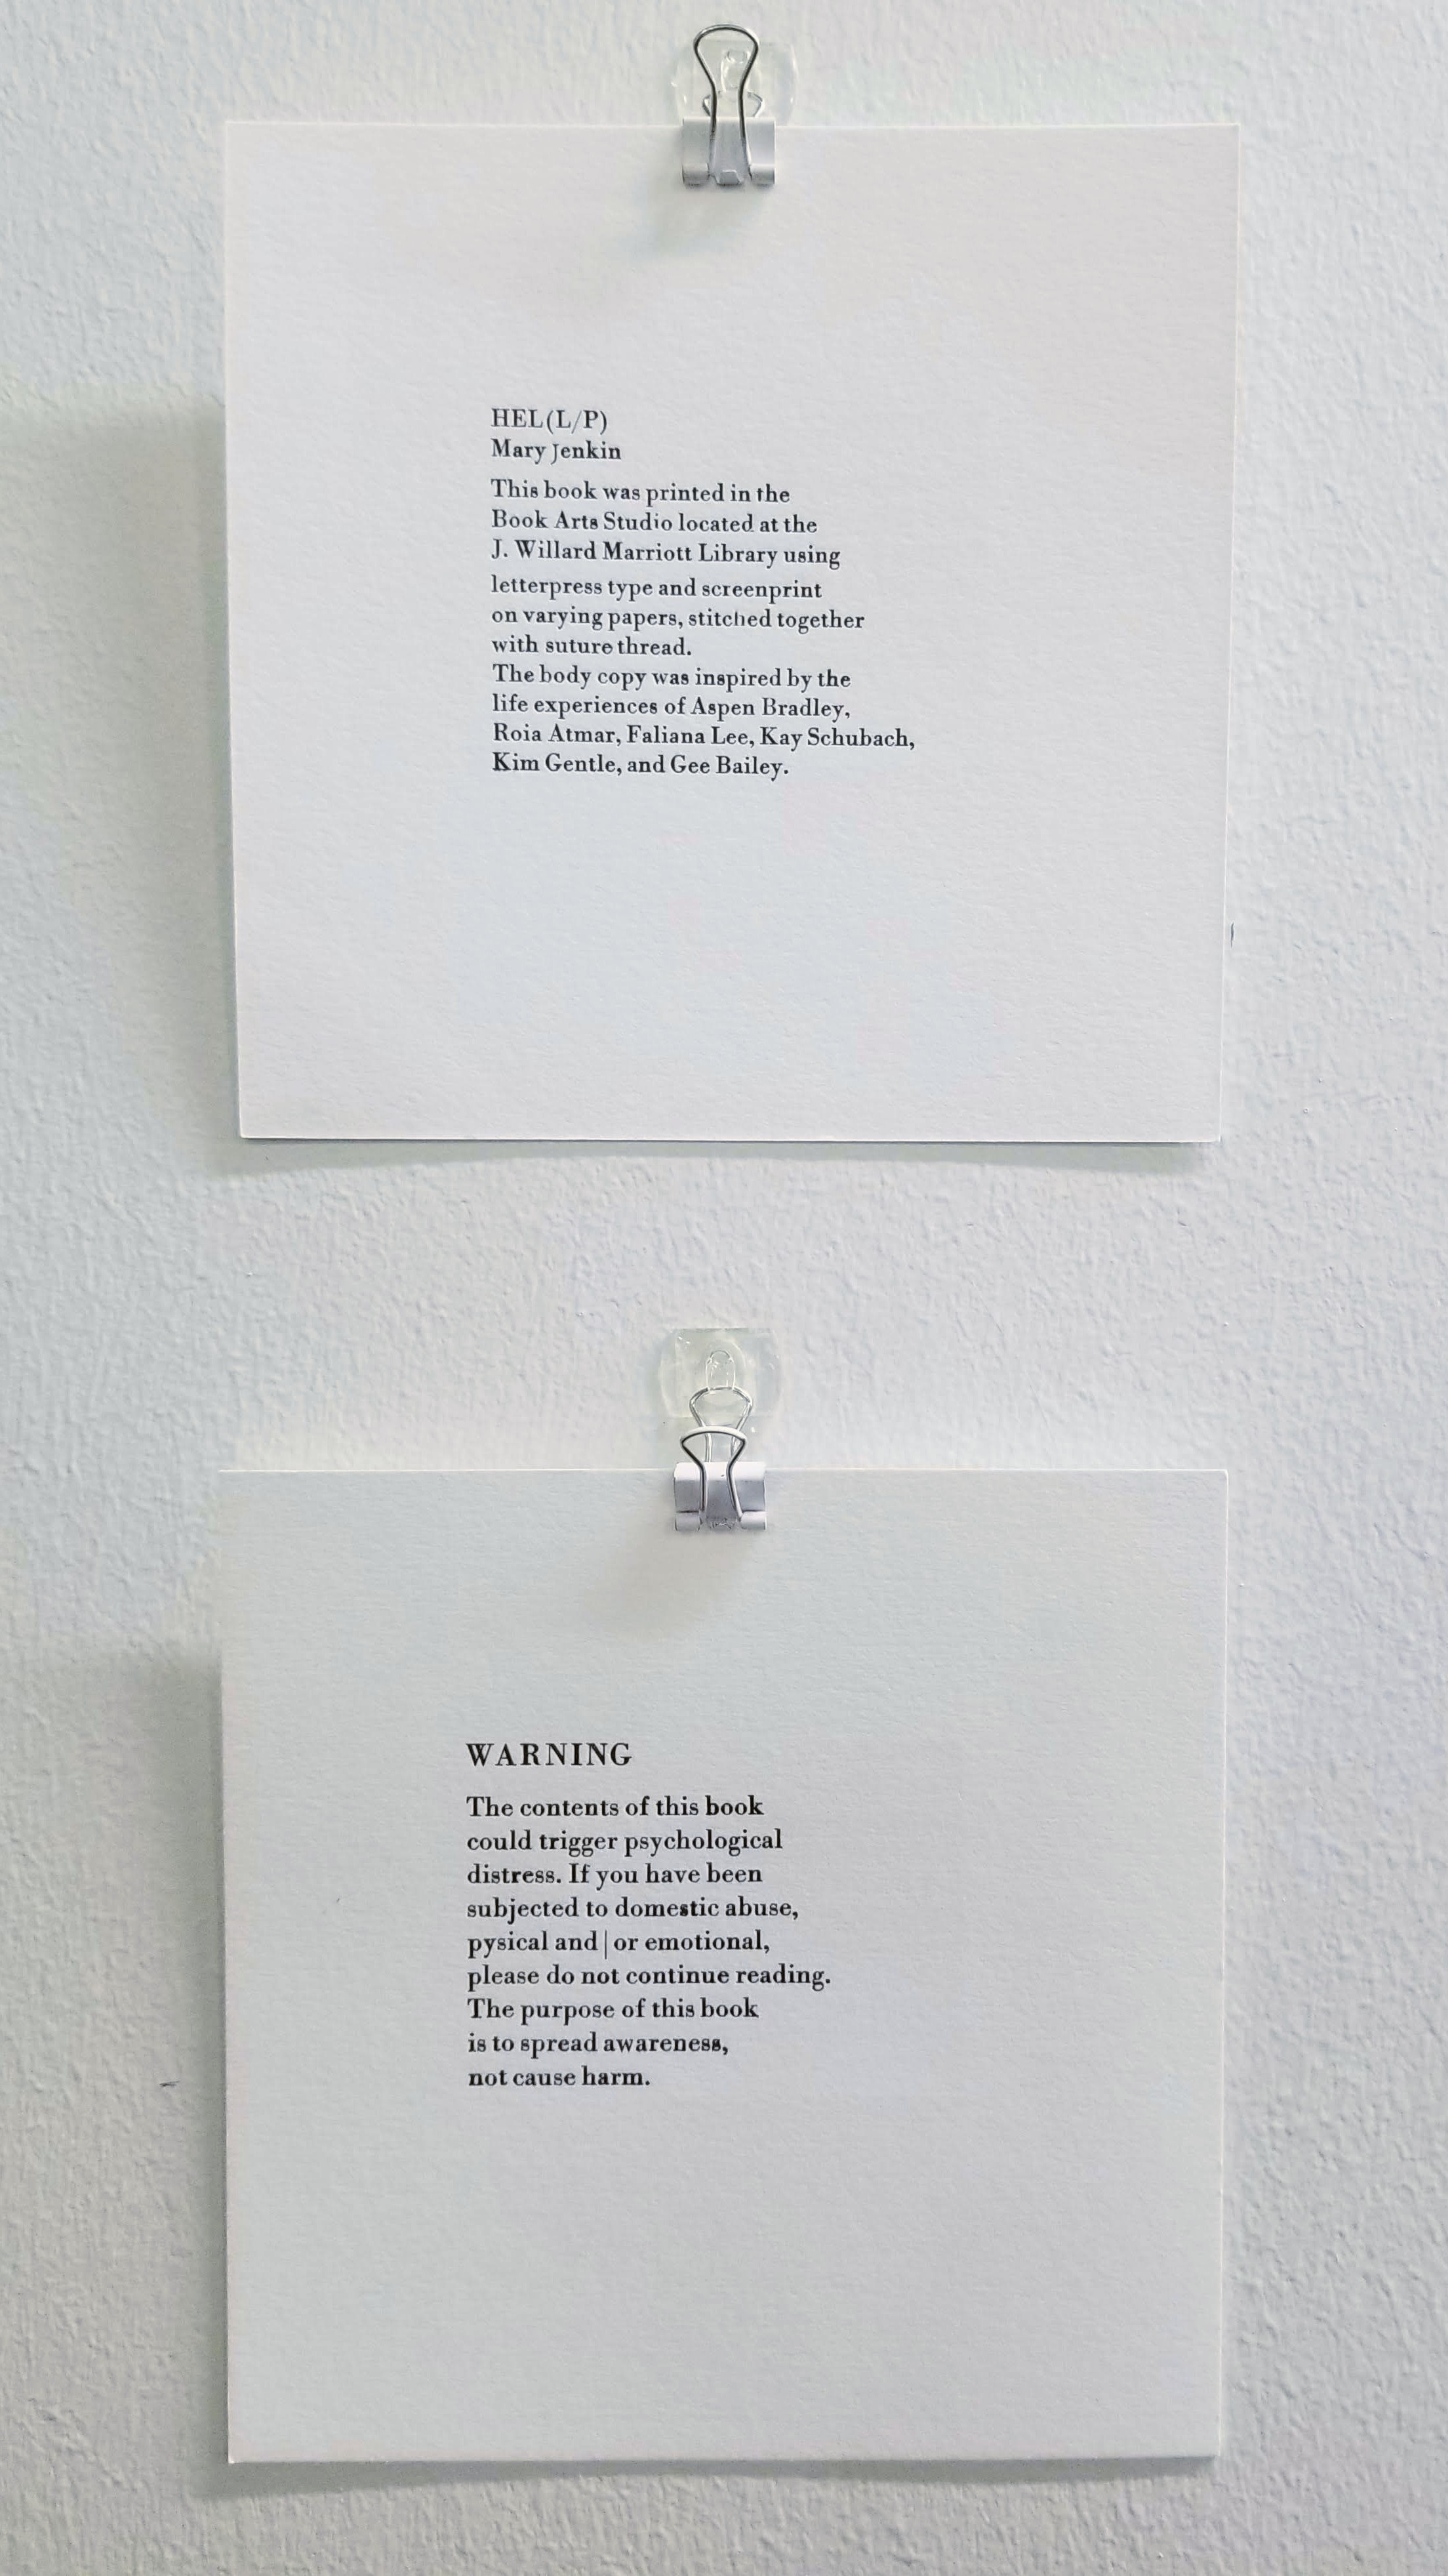 HEL(L/P)
Mary Jenkin
This book was printed in the
Book Arts Studio located at the
J. Willard Marriott Library using
letterpress type and screenprint
on varying papers, stitched together
with suture thread.
The body copy was inspired by the
life experiences of Aspen Bradley,
Roia Atmar, Faliana Lee, Kay Schubach,
Kim Gentle, and Gee Bailey.
WARNING
The contents of this book
could trigger psychological
distress. If you have been
subjected to domestic abuse,
pysical and | or emotional,
please do not continue reading.
The purpose of this book
is to spread awareness,
not cause harm.